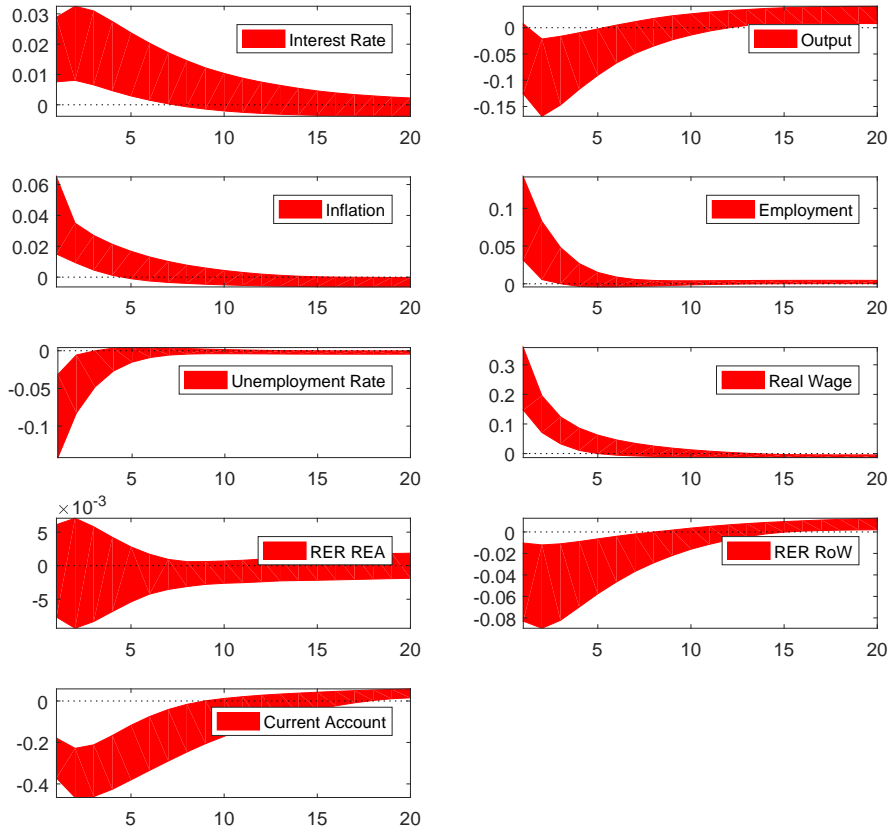 0.03
0.02
0.01
0
Interest Rate
5 10 15 20
0
-0.05
-0.1
-0.15
Output
5 10 15 20
0.06
0.04
0.02
0
Inflation
5 10 15 20
0.1
0.05
0
Employment
5 10 15 20
0
-0.05
-0.1
Unemployment Rate
5 10 15 20
0.3
0.2
0.1
0
Real Wage
5 10 15 20
×10-3
5
0
-5
RER REA
5 10 15 20
0
-0.02
-0.04
-0.06
-0.08
RER RoW
5 10 15 20
0
-0.2
-0.4
Current Account
5 10 15 20